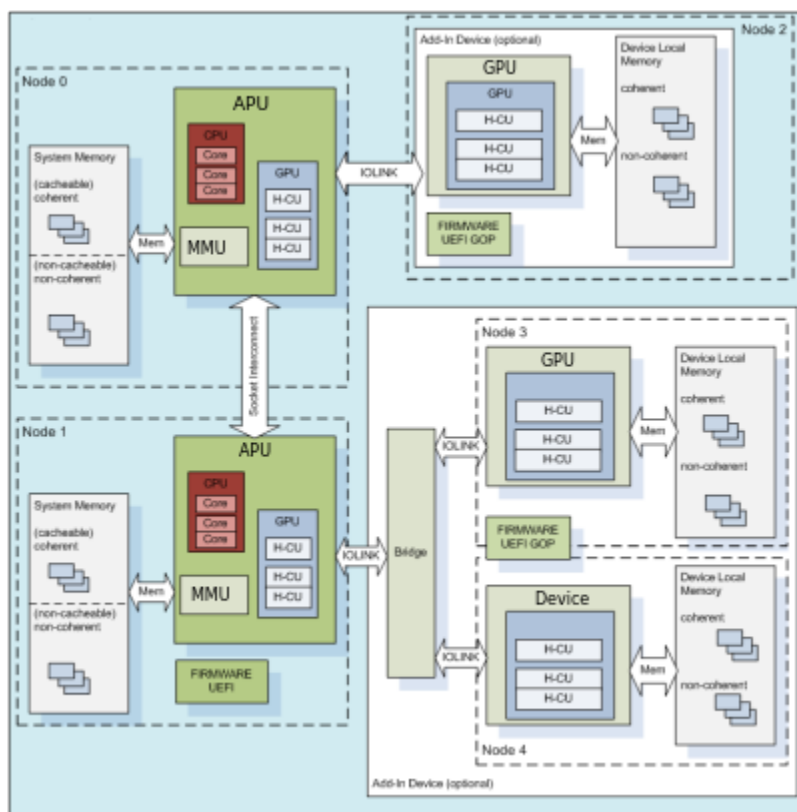 Node 0
APU
CPU
Core
Core
Core
GPU
H-CU
H-CU
H-CU
MMU
System Memory
(cacheable)
coherent
(non-cacheable)
non-coherent
Mem
IOLINK
Node 2
Add-In Device (optional)
GPU
GPU
H-CU
H-CU
H-CU
FIRMWARE
UEFI GOP
Mem
Device Local
Memory
coherent
non-coherent
Socket Interconnect
Node 1
APU
CPU
Core
Core
Core
GPU
H-CU
H-CU
H-CU
MMU
FIRMWARE
UEFI
System Memory
(cacheable)
coherent
(non-cacheable)
non-coherent
Mem
IOLINK
Bridge
IOLINK
IOLINK
Node 3
GPU
H-CU
H-CU
H-CU
FIRMWARE
UEFI GOP
Mem
Device Local
Memory
coherent
non-coherent
Device
H-CU
H-CU
H-CU
Mem
Device Local
Memory
coherent
non-coherent
Node 4
Add-In Device (optional)